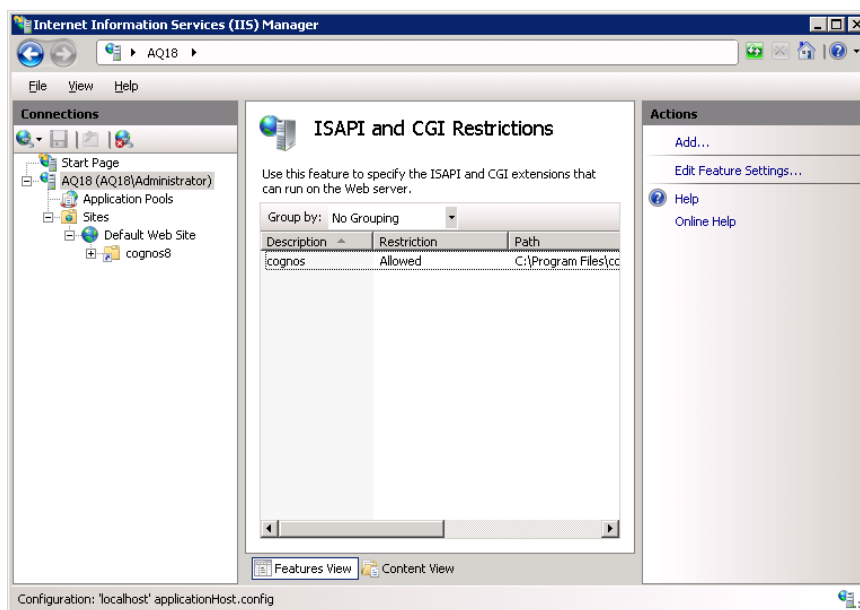 Internet Information Services (IIS) Manager
AQ18
File View Help
Connections
Start Page
AQ18 (AQ18\Administrator)
Application Pools
Sites
Default Web Site
cognos8
ISAPI and CGI Restrictions
Use this feature to specify the ISAPI and CGI extensions that
can run on the Web server.
Group by: No Grouping
Description Restriction Path
cognos Allowed C:\Program Files\cc
Features View Content View
Actions
Add...
Edit Feature Settings...
Help
Online Help
Configuration: 'localhost' applicationHost.config